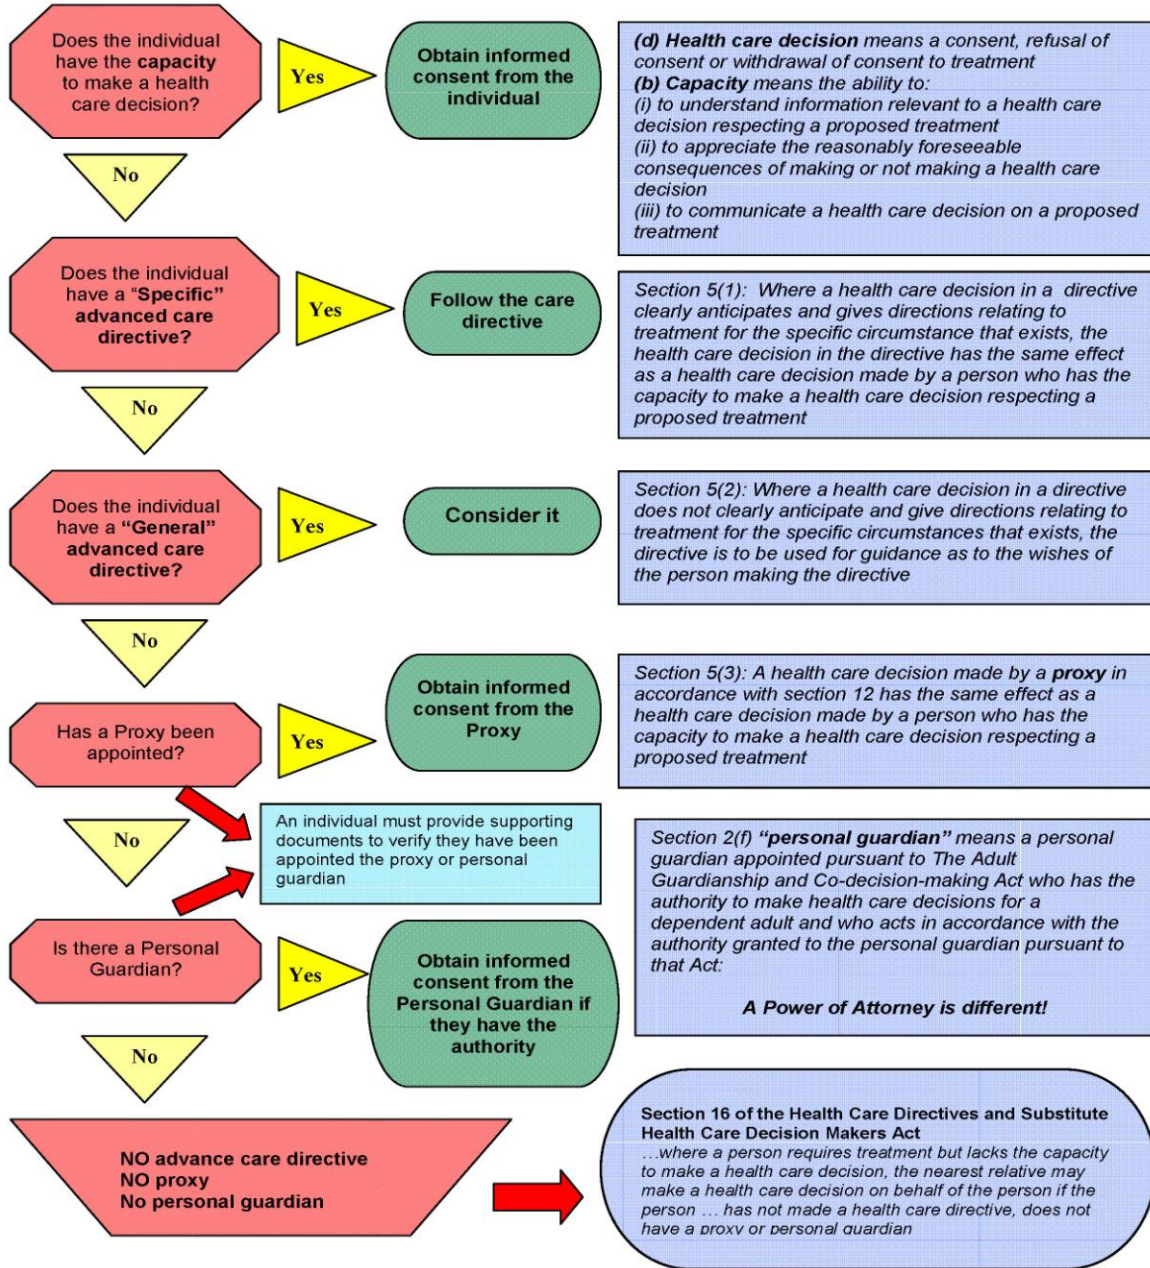 Does the individual
have the capacity
to make a health
care decision?
Yes
Obtain informed
consent from the
individual
(d) Health care decision means a consent, refusal of
consent or withdrawal of consent to treatment
(b) Capacity means the ability to:
(i) to understand information relevant to a health care
decision respecting a proposed treatment
(ii) to appreciate the reasonably foreseeable
consequences of making or not making a health care
decision
(iii) to communicate a health care decision on a proposed
treatment
No
Does the individual
have a “Specific”
advanced care
directive?
Yes
Follow the care
directive
Section 5(1): Where a health care decision in a directive
clearly anticipates and gives directions relating to
treatment for the specific circumstance that exists, the
health care decision in the directive has the same effect
as a health care decision made by a person who has the
capacity to make a health care decision respecting a
proposed treatment
No
Does the individual
have a “General”
advanced care
directive?
Yes
Consider it
Section 5(2): Where a health care decision in a directive
does not clearly anticipate and give directions relating to
treatment for the specific circumstances that exists, the
directive is to be used for guidance as to the wishes of
the person making the directive
No
Has a Proxy been
appointed?
Yes
Obtain informed
consent from the
Proxy
Section 5(3): A health care decision made by a proxy in
accordance with section 12 has the same effect as a
health care decision made by a person who has the
capacity to make a health care decision respecting a
proposed treatment
No
An individual must provide supporting
documents to verify they have been
appointed the proxy or personal
guardian
Is there a Personal
Guardian?
Yes
Obtain informed
consent from the
Personal Guardian if
they have the
authority
Section 2(f) “personal guardian” means a personal
guardian appointed pursuant to The Adult
Guardianship and Co-decision-making Act who has the
authority to make health care decisions for a
dependent adult and who acts in accordance with the
authority granted to the personal guardian pursuant to
that Act:
A Power of Attorney is different!
No
NO advance care directive
NO proxy
No personal guardian
Section 16 of the Health Care Directives and Substitute
Health Care Decision Makers Act
…where a person requires treatment but lacks the capacity
to make a health care decision, the nearest relative may
make a health care decision on behalf of the person if the
person … has not made a health care directive, does not
have a proxy or personal guardian